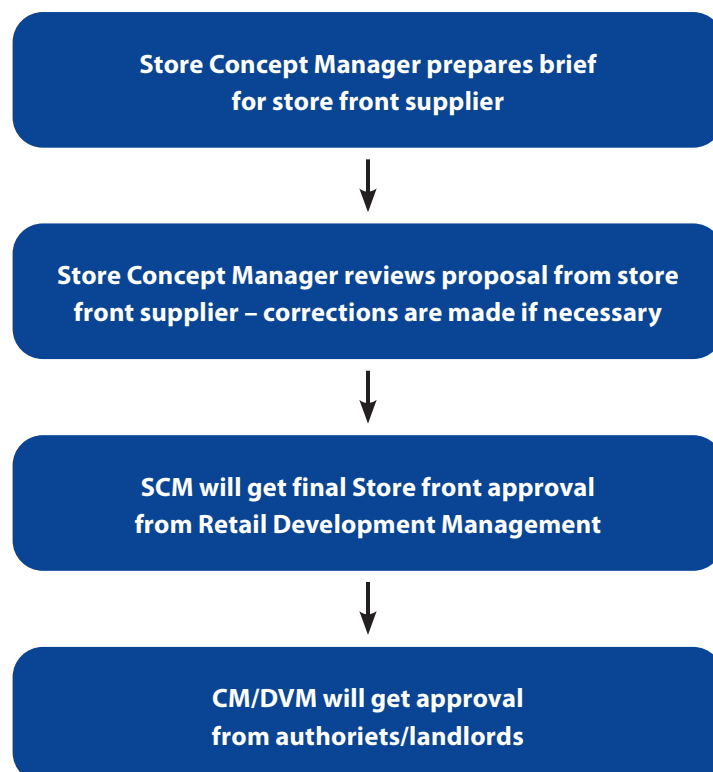 Store Concept Manager prepares brief
for store front supplier
Store Concept Manager reviews proposal from store
front supplier – corrections are made if necessary
SCM will get final Store front approval
from Retail Development Management
CM/DVM will get approval
from authoriets/landlords